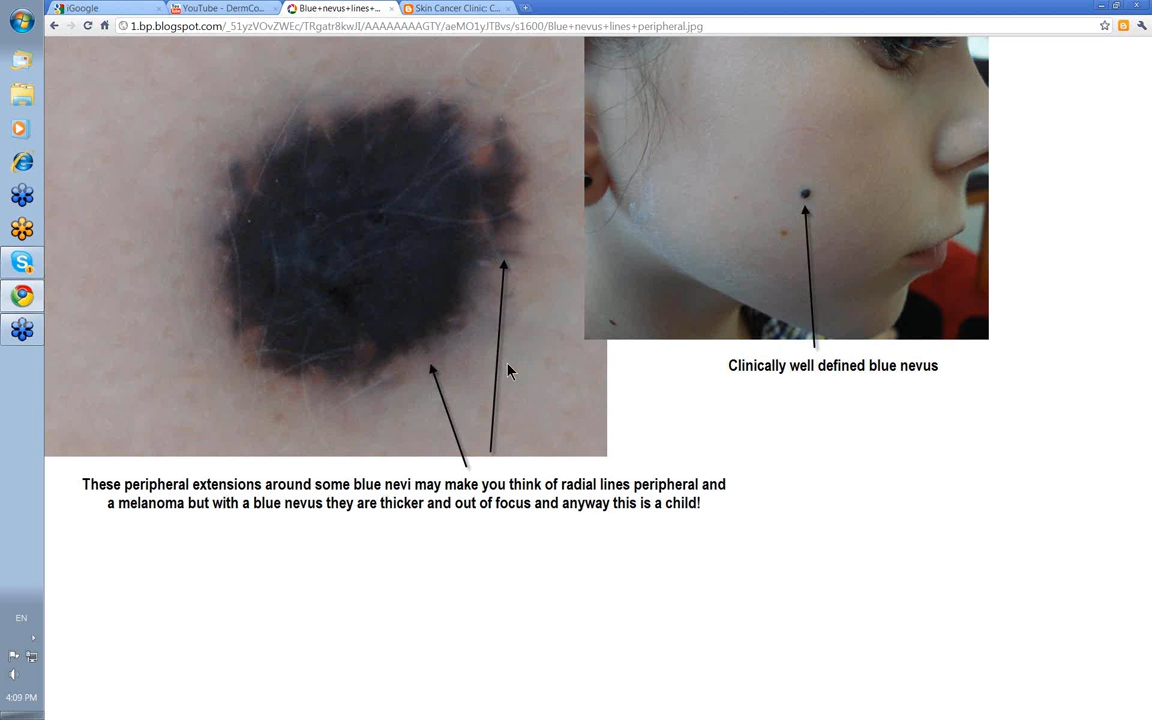 iGoogle
YouTube - DermCo...
Blue+nevus+lines+...
Skin Cancer Clinic: C...
1.bp.blogspot.com/_51yzVOvZWEc/TRgatr8kwJI/AAAAAAAAGTY/aeMO1yJTBvs/s1600/Blue+nevus+lines+peripheral.jpg
Clinically well defined blue nevus
These peripheral extensions around some blue nevi may make you think of radial lines peripheral and
a melanoma but with a blue nevus they are thicker and out of focus and anyway this is a child!
EN
4:09 PM